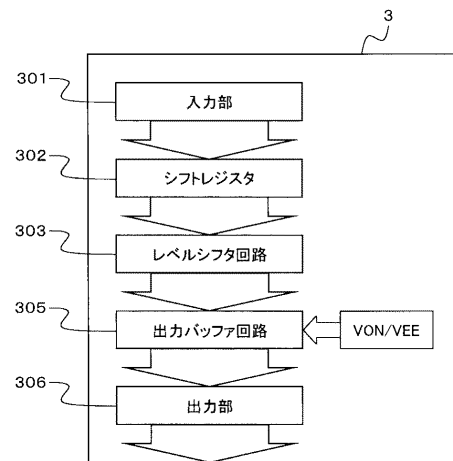 3
301
入力部
302
シフトレジスタ
303
レベルシフタ回路
305
出力バッファ回路
VON/VEE
306
出力部